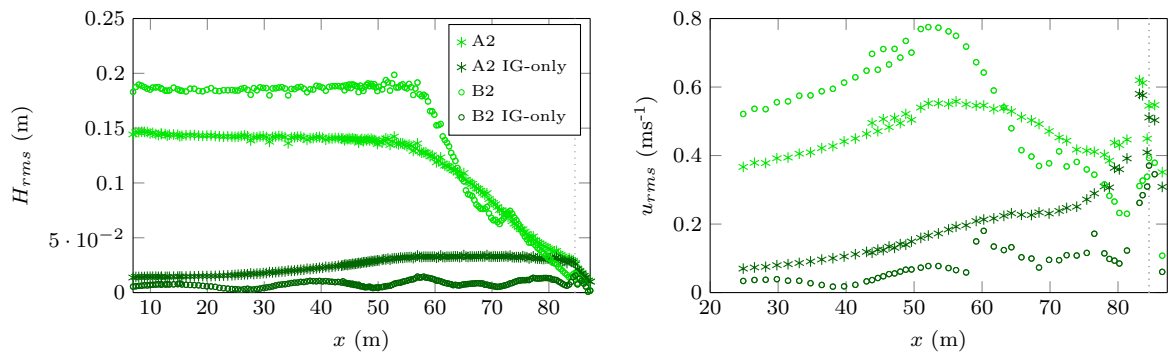 0.25
0.2
0.15
0.1
5 · 10⁻²
0
H_rms (m)
10 20 30 40 50 60 70 80
x (m)
A2
A2 IG-only
B2
B2 IG-only
0.8
0.6
0.4
0.2
0
u_rms (ms⁻¹)
20 30 40 50 60 70 80
x (m)